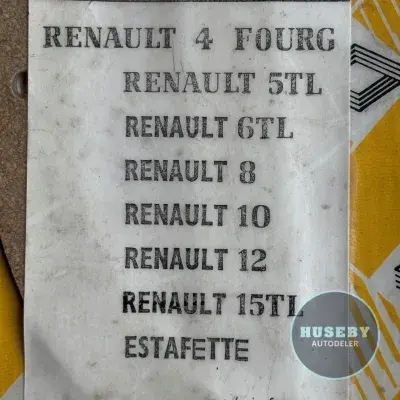 RENAULT 4 FOURG
RENAULT 5TL
RENAULT 6TL
RENAULT 8
RENAULT 10
RENAULT 12
RENAULT 15TL
ESTAFETTE
HUSEBY
AUTODELER